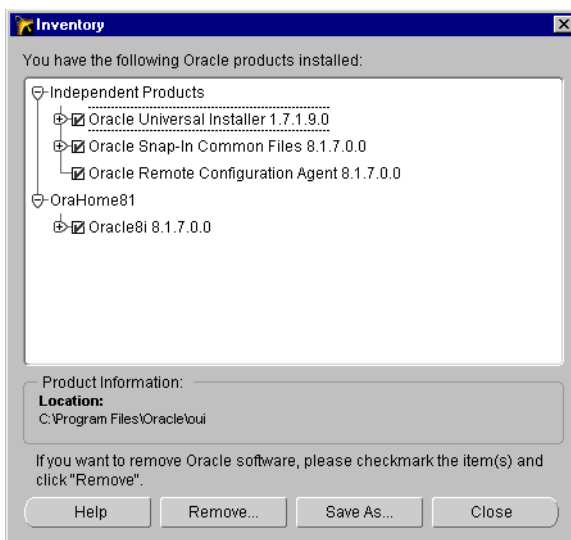 Inventory
You have the following Oracle products installed:
Independent Products
Oracle Universal Installer 1.7.1.9.0
Oracle Snap-In Common Files 8.1.7.0.0
Oracle Remote Configuration Agent 8.1.7.0.0
OraHome81
Oracle8i 8.1.7.0.0
Product Information:
Location:
C:\Program Files\Oracle\oui
If you want to remove Oracle software, please checkmark the item(s) and
click "Remove".
Help Remove... Save As... Close